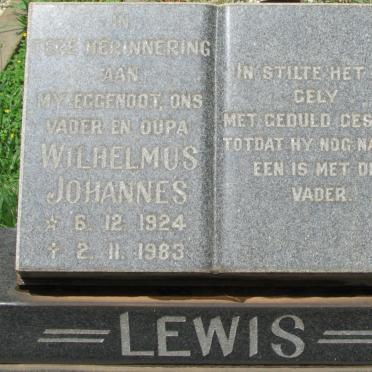 IN
TERE HERINNERING
AAN
MY EGGENOOT, ONS
VADER EN OUPA
WILHELMUS
JOHANNES
☆ 6. 12. 1924
✝ 2. 11. 1983
IN STILTE HET
GELY
MET GEDULD
TOTDAT HY NOG
EEN IS MET
VADER.
LEWIS